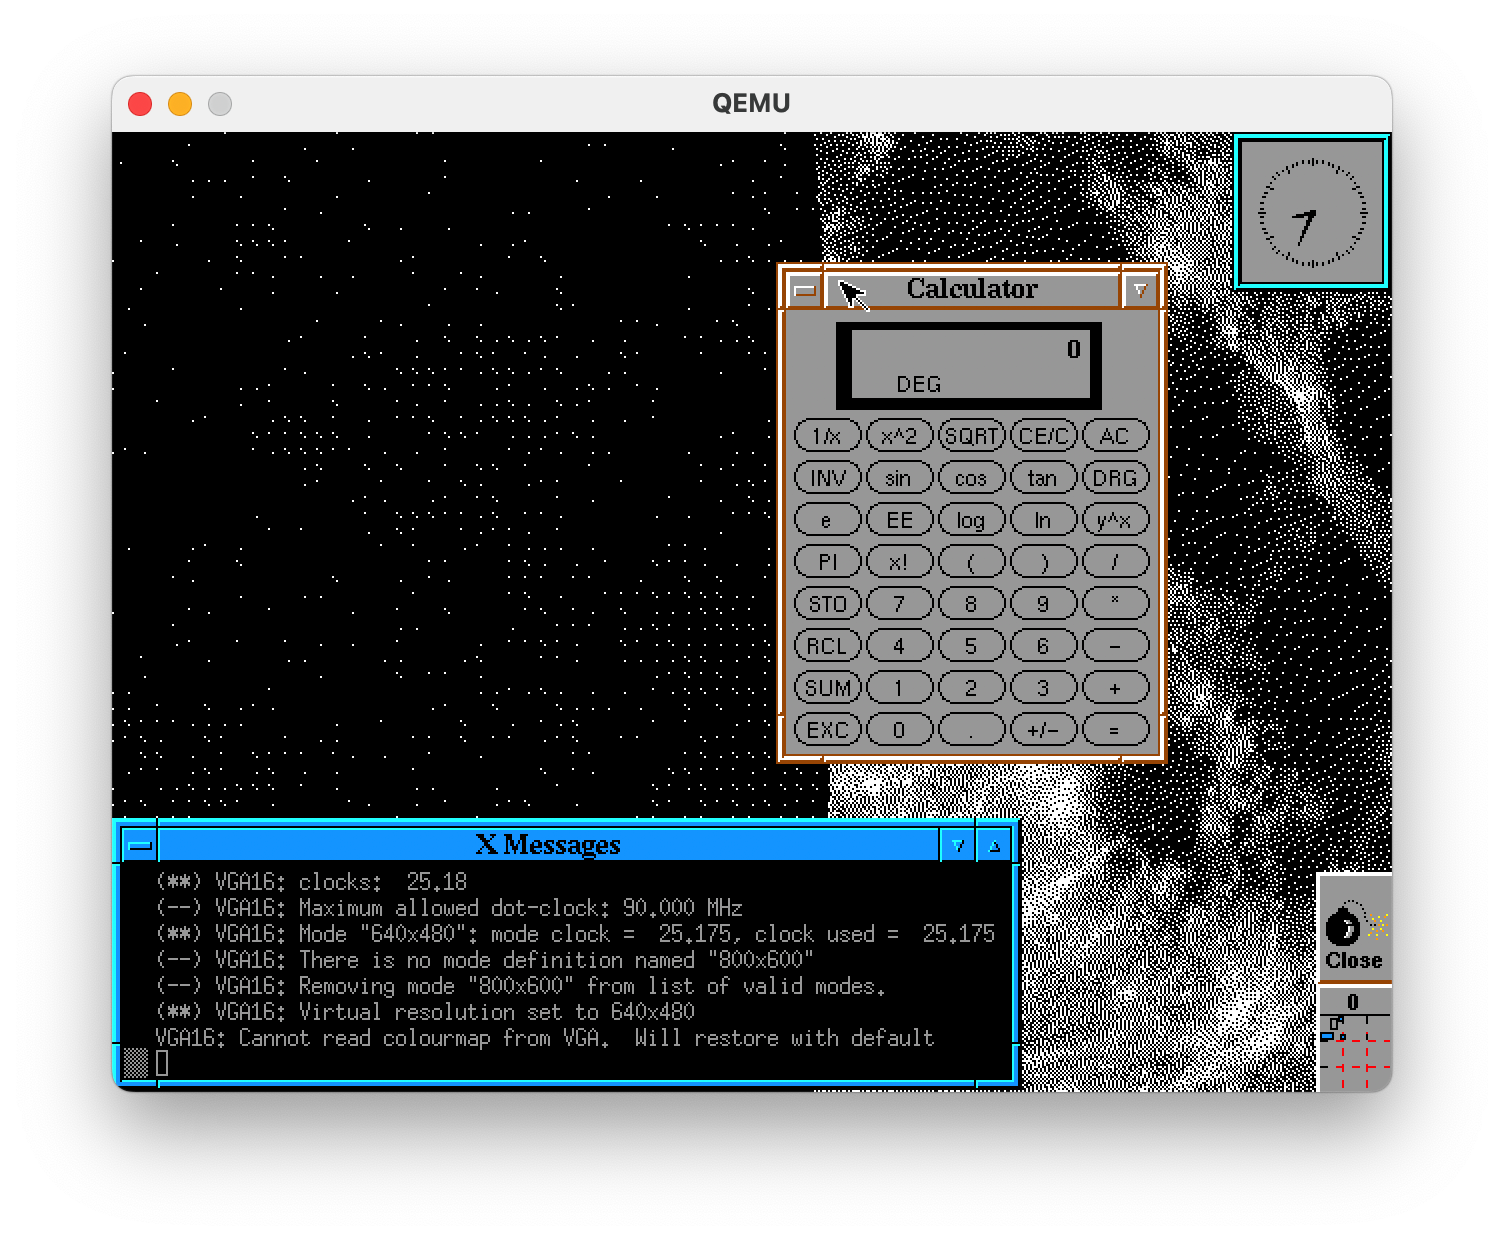 QEMU
Calculator
0
DEG
1/x x^2 SQRT CE/C AC
INV sin cos tan DRG
e EE log ln y^x
PI x! ( ) /
STO 7 8 9 *
RCL 4 5 6 -
SUM 1 2 3 +
EXC 0 . +/- =
X Messages
(**) VGA16: clocks:  25.18
(--) VGA16: Maximum allowed dot-clock: 90.000 MHz
(**) VGA16: Mode "640x480": mode clock =  25.175, clock used =  25.175
(--) VGA16: There is no mode definition named "800x600"
(--) VGA16: Removing mode "800x600" from list of valid modes.
(**) VGA16: Virtual resolution set to 640x480
VGA16: Cannot read colourmap from VGA.  Will restore with default
Close
0